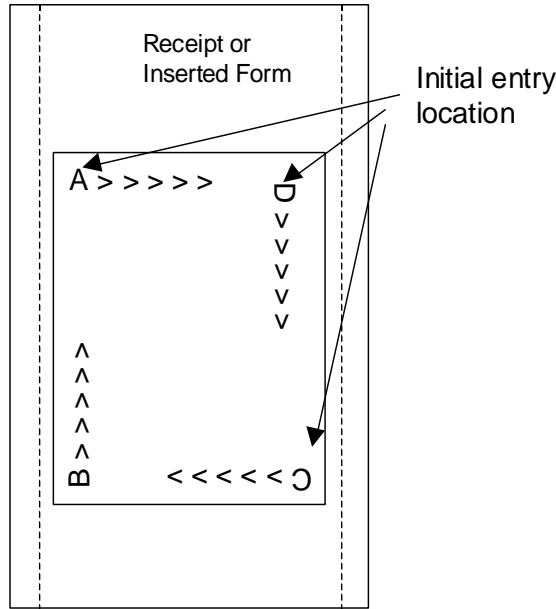 Receipt or
Inserted Form
Initial entry
location
A > > > > >
D > > > > >
B > > > > >
C > > > > >